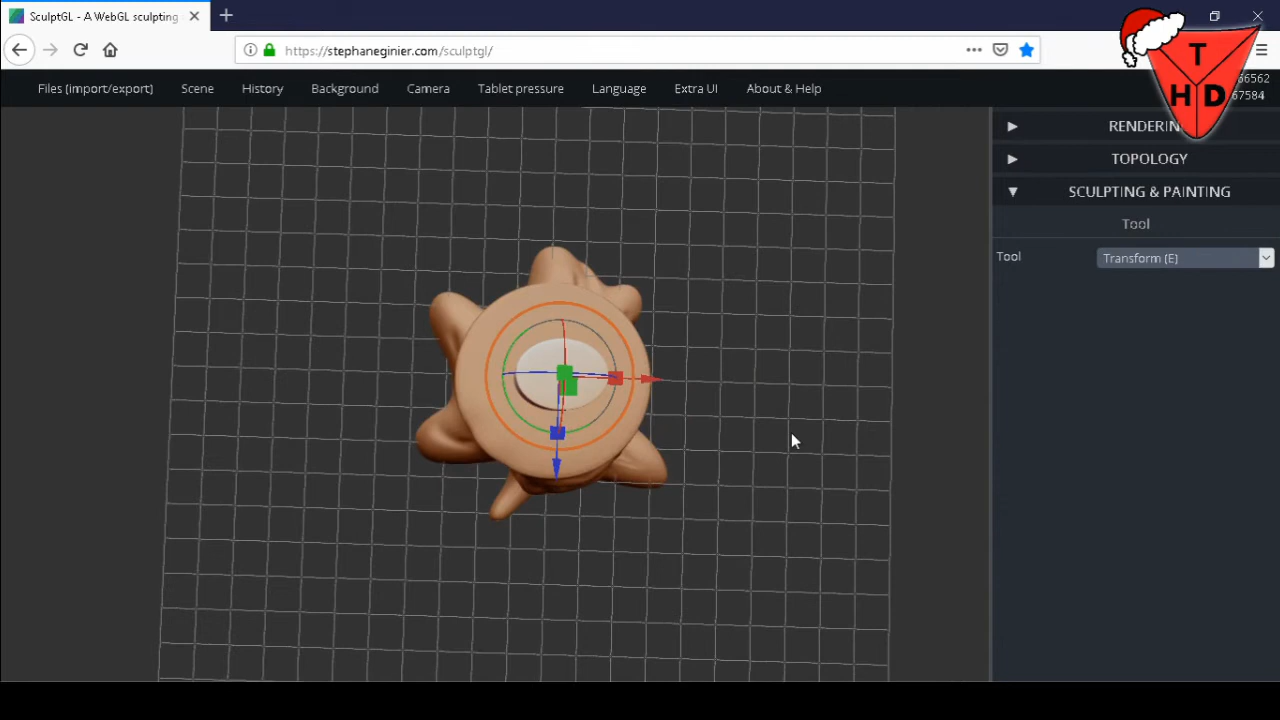 SculptGL - A WebGL sculpting
https://stephaneginier.com/sculptgl/
T
H D
Files (import/export) Scene History Background Camera Tablet pressure Language Extra UI About & Help
67584
TOPOLOGY
SCULPTING & PAINTING
Tool
Tool Transform (E)